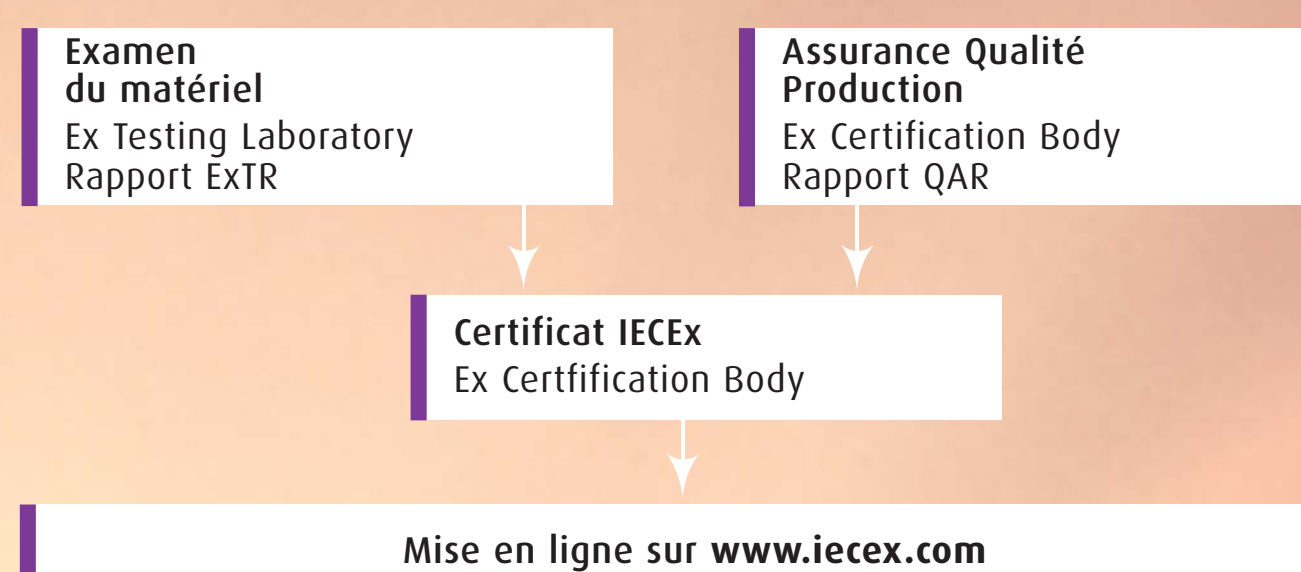 Examen
du matériel
Ex Testing Laboratory
Rapport ExTR
Assurance Qualité
Production
Ex Certification Body
Rapport QAR
Certificat IECEx
Ex Certfification Body
Mise en ligne sur www.iecex.com